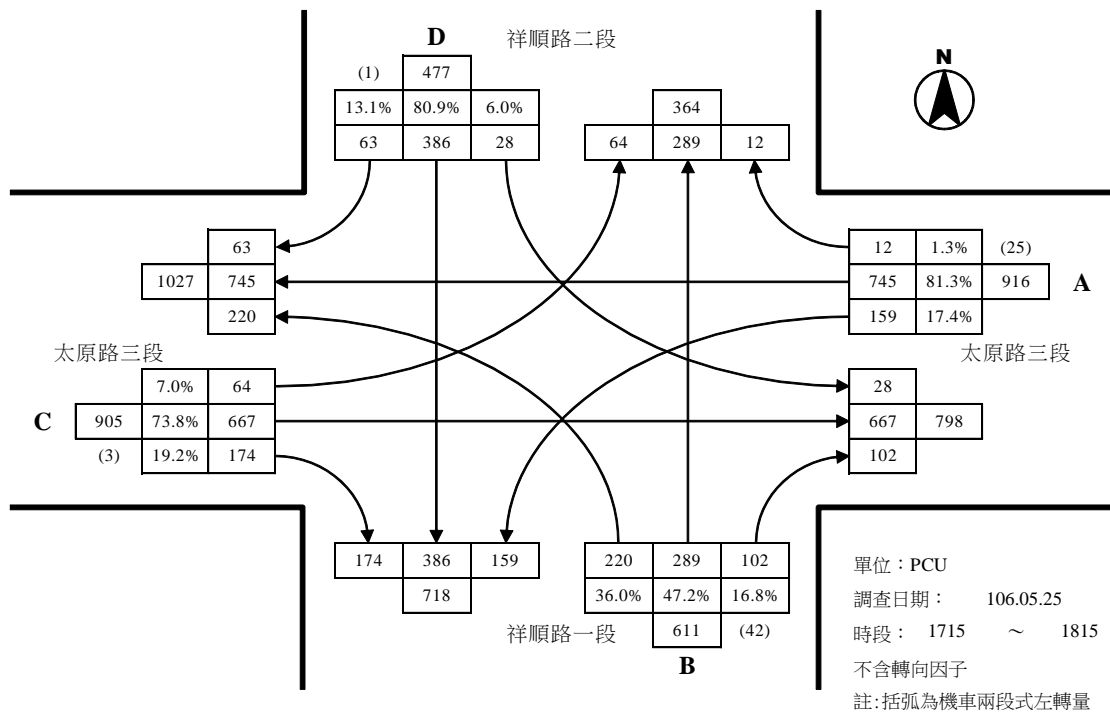 D 祥順路二段
N
(1) 477
13.1% 80.9% 6.0%
63 386 28
364
64 289 12
63
1027 745
220
12 1.3% (25)
745 81.3% 916 A
159 17.4%
太原路三段
太原路三段
7.0% 64
C 905 73.8% 667
(3) 19.2% 174
28
667 798
102
174 386 159
718
220 289 102
36.0% 47.2% 16.8%
祥順路一段 611 (42)
B
單位：PCU
調查日期： 106.05.25
時段： 1715 ～ 1815
不含轉向因子
註:括弧為機車兩段式左轉量